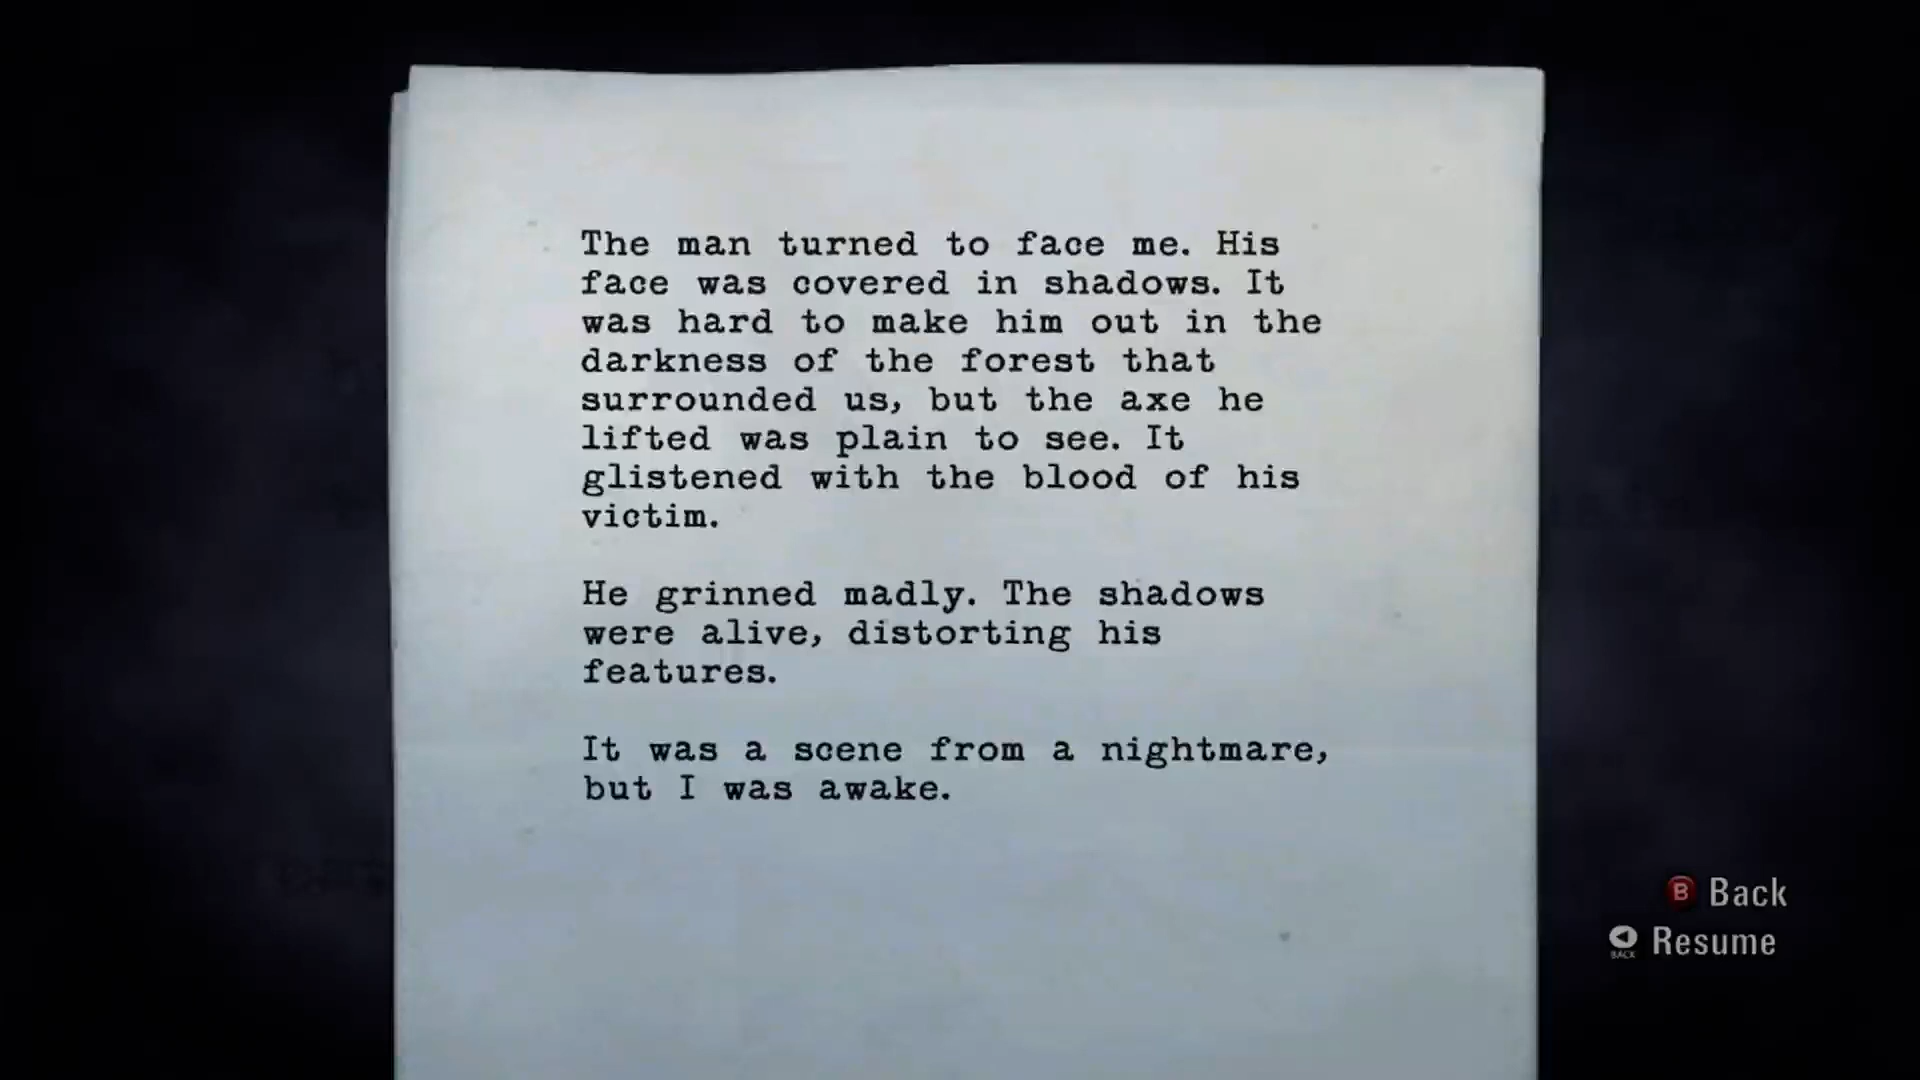 The man turned to face me. His
face was covered in shadows. It
was hard to make him out in the
darkness of the forest that
surrounded us, but the axe he
lifted was plain to see. It
glistened with the blood of his
victim.
He grinned madly. The shadows
were alive, distorting his
features.
It was a scene from a nightmare,
but I was awake.
B Back
BACK Resume